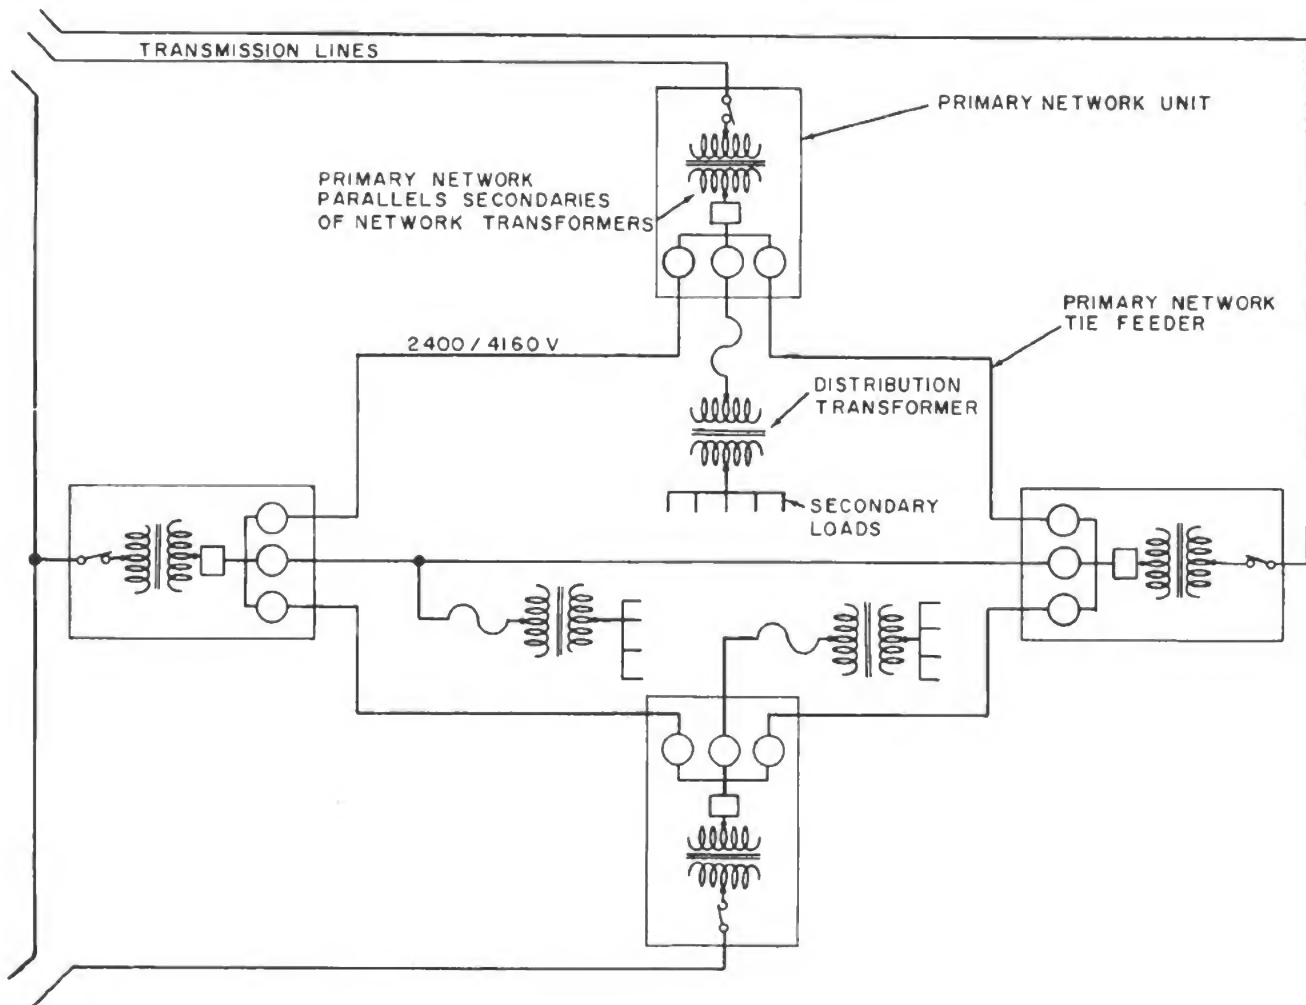 TRANSMISSION LINES
PRIMARY NETWORK UNIT
PRIMARY NETWORK
PARALLELS SECONDARIES
OF NETWORK TRANSFORMERS
PRIMARY NETWORK
TIE FEEDER
2400/4160 V
DISTRIBUTION
TRANSFORMER
SECONDARY
LOADS